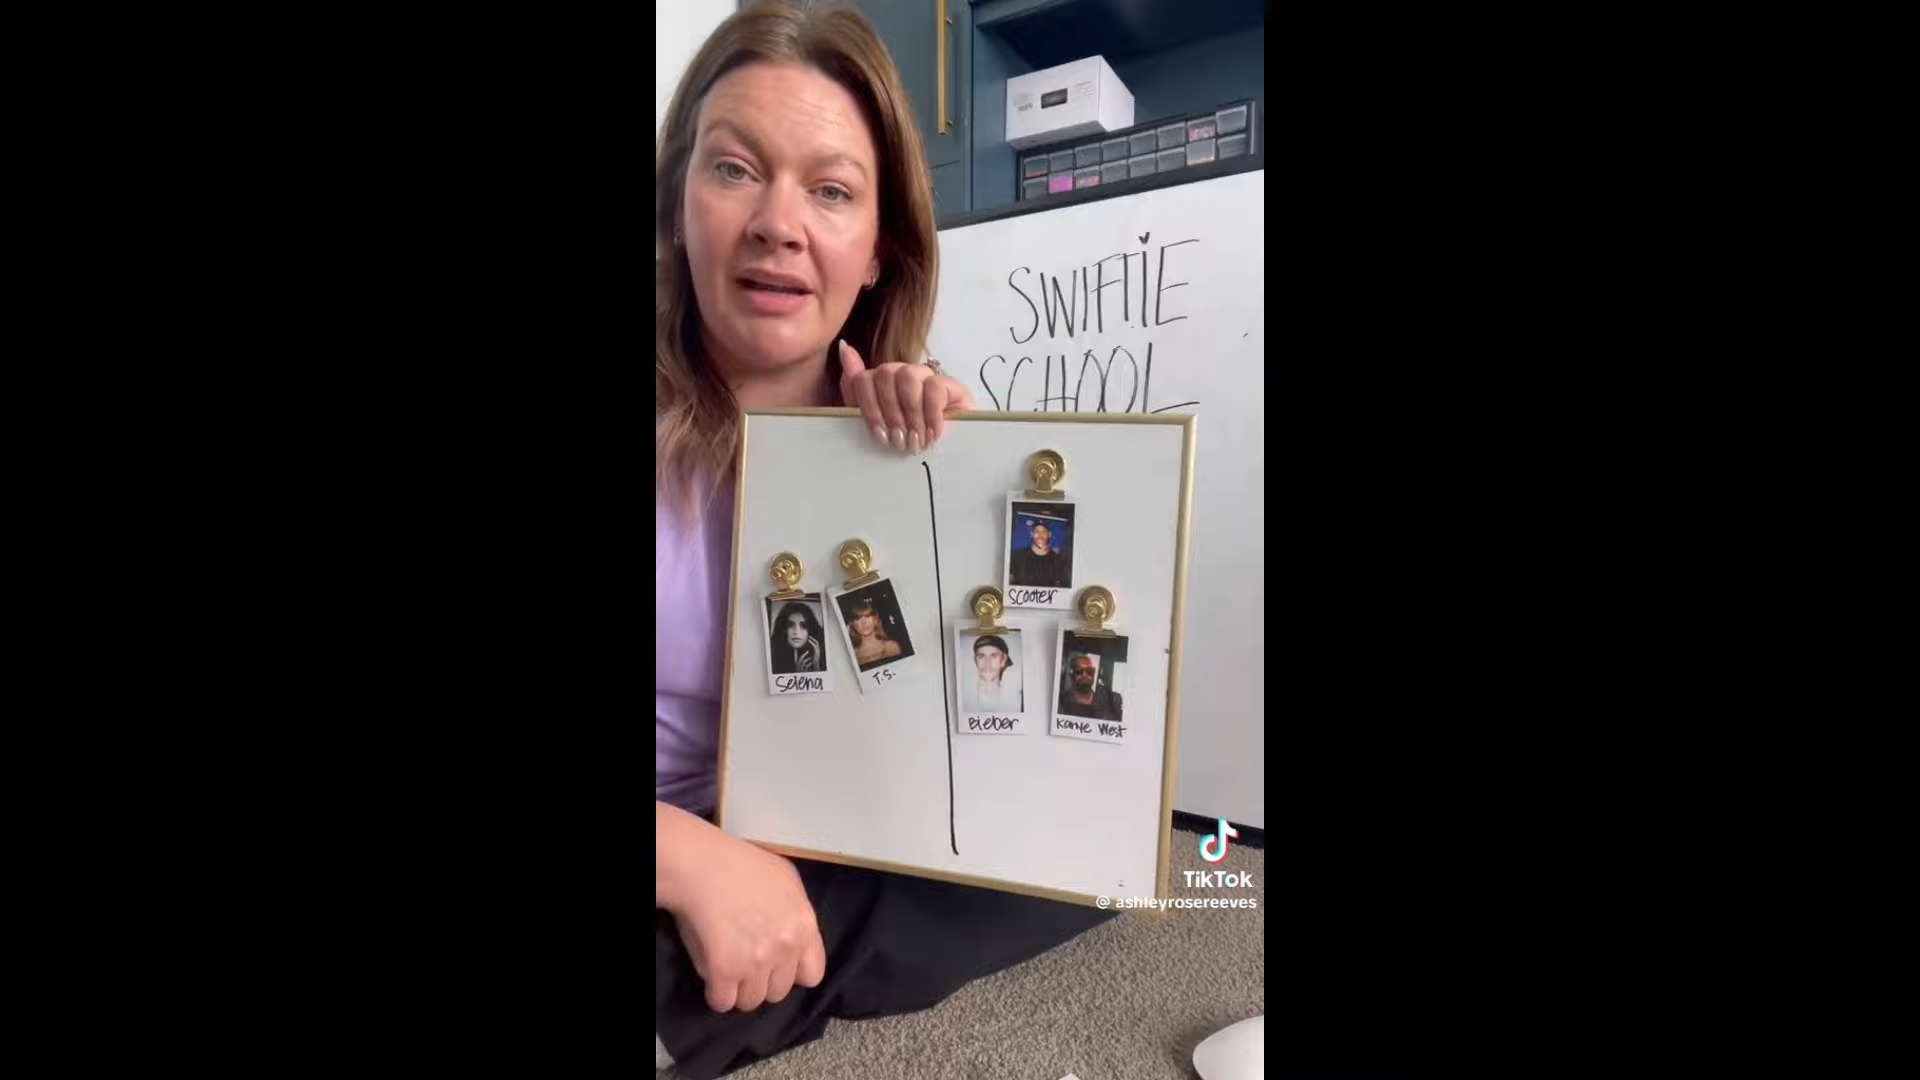 SWIFTIE
SCHOOL
Scooter
Selena
T.S.
Bieber
Kanye West
TikTok
@ ashleyrosereeves